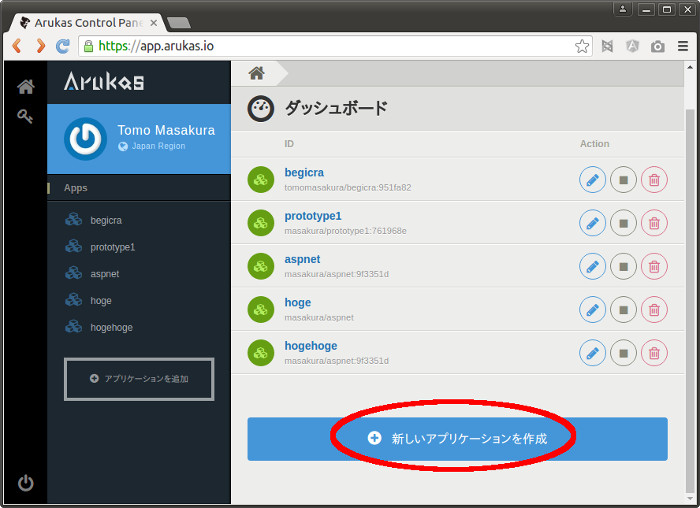 Arukas Control Pane
https://app.arukas.io
Arukas
Tomo Masakura
Japan Region
Apps
begicra
prototype1
aspnet
hoge
hogehoge
アプリケーションを追加
ダッシュボード
ID Action
begicra
tomomasakura/begicra:951fa82
prototype1
masakura/prototype1:761968e
aspnet
masakura/aspnet:9f3351d
hoge
masakura/aspnet
hogehoge
masakura/aspnet:9f3351d
新しいアプリケーションを作成